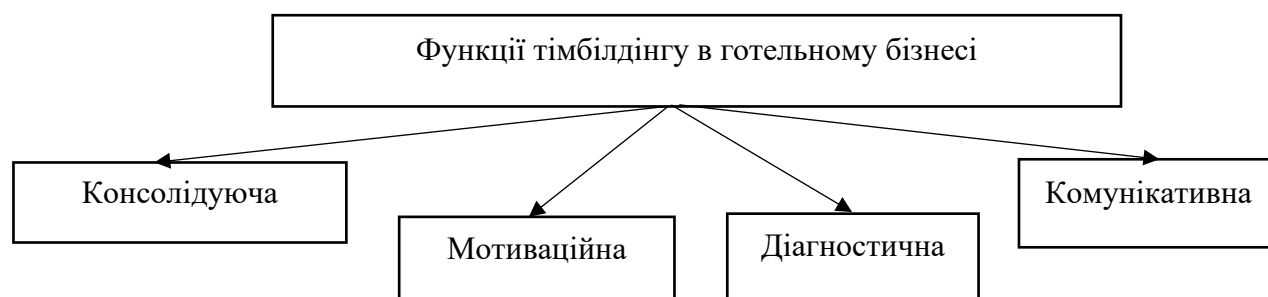 Функції тімбілдінгу в готельному бізнесі
Консолідуюча
Мотиваційна
Діагностична
Комунікативна